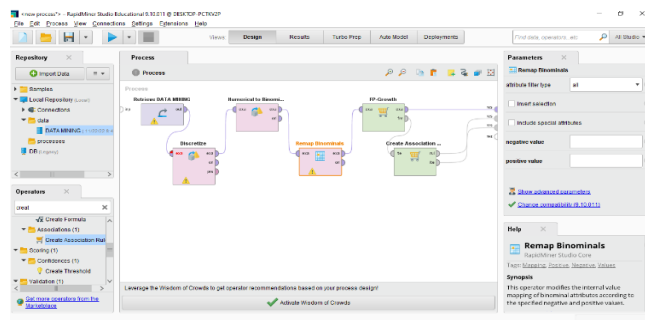 <new process*> – RapidMiner Studio Educational 9.10.011 @ DESKTOP-PCTKV2P
File Edit Process View Connections Settings Extensions Help
Views: Design Results Turbo Prep Auto Model Deployments
Find data, operators, etc
All Studio
Repository
Import Data
Samples
Local Repository
Connections
data
DATA MINING
processes
DB
Operators
creat
Create Formula
Associations (1)
Create Association Rul
Scoring (1)
Confidences (1)
Create Threshold
Validation (1)
Get more operators from the
Marketplace
Process
Process
Process
Retrieve DATA MINING
Numerical to Binomi...
FP-Growth
Discretize
Remap Binominals
Create Association ...
Leverage the Wisdom of Crowds to get operator recommendations based on your process design!
Activate Wisdom of Crowds
Parameters
Remap Binominals
attribute filter type
all
invert selection
include special attributes
negative value
positive value
Show advanced parameters
Change compatibility (9.10.011)
Help
Remap Binominals
RapidMiner Studio Core
Tags: Mapping, Positive, Negative, Values
Synopsis
This operator modifies the internal value
mapping of binominal attributes according to
the specified negative and positive values.